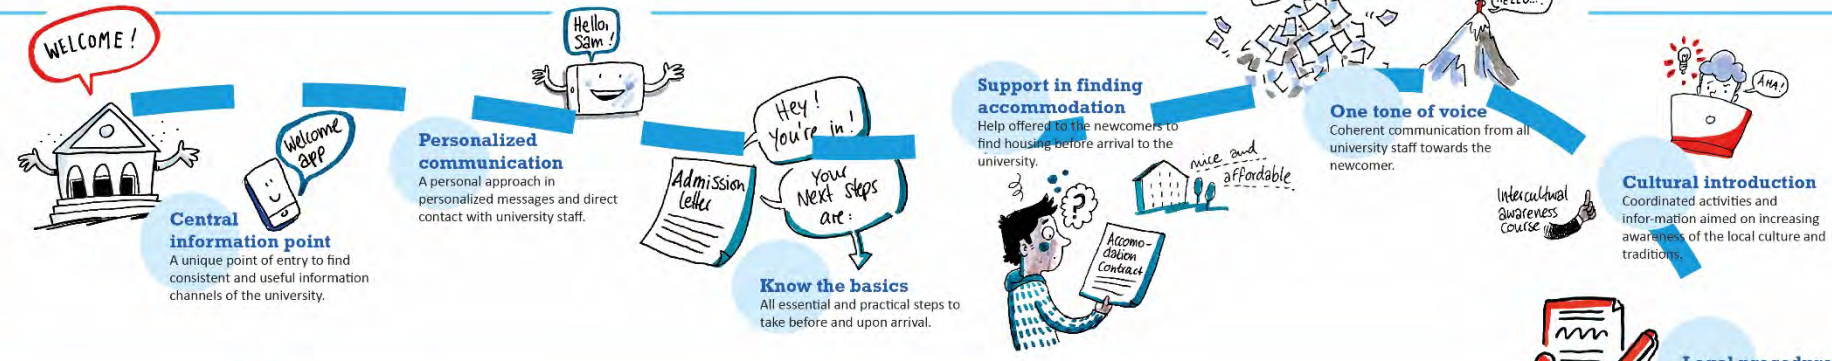 WELCOME!
Welcome
app
Central
information point
A unique point of entry to find
consistent and useful information
channels of the university.
Hello,
Sam!
Personalized
communication
A personal approach in
personalized messages and direct
contact with university staff.
Hey!
You're in!
Admission
Letter
Your
Next steps
are:
Know the basics
All essential and practical steps to
take before and upon arrival.
Support in finding
accommodation
Help offered to the newcomers to
find housing before arrival to the
university.
nice and
affordable
?
Accomo-
dation
Contract
HELLO...!
One tone of voice
Coherent communication from all
university staff towards the
newcomer.
AHA!
Intercultural
awareness
course
Cultural introduction
Coordinated activities and
infor-mation aimed on increasing
awareness of the local culture and
traditions.